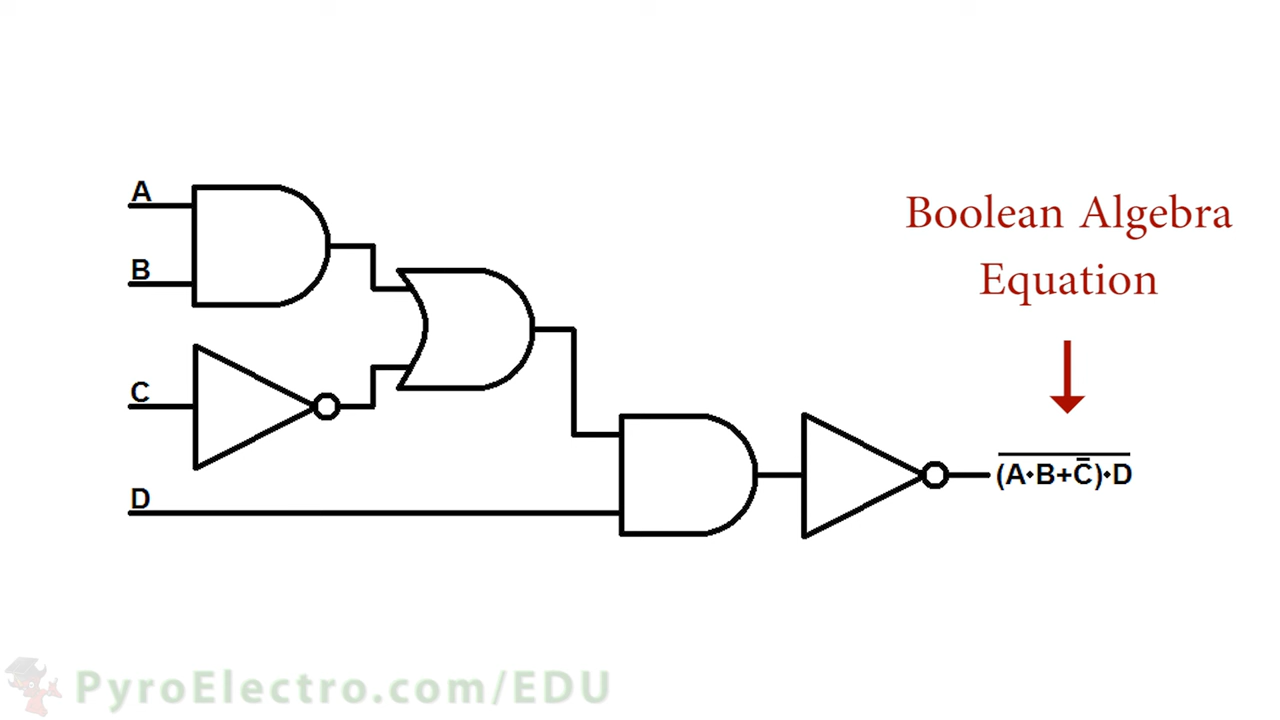 A
B
C
D
Boolean Algebra
Equation
(A·B+C̅)·D
PyroElectro.com/EDU